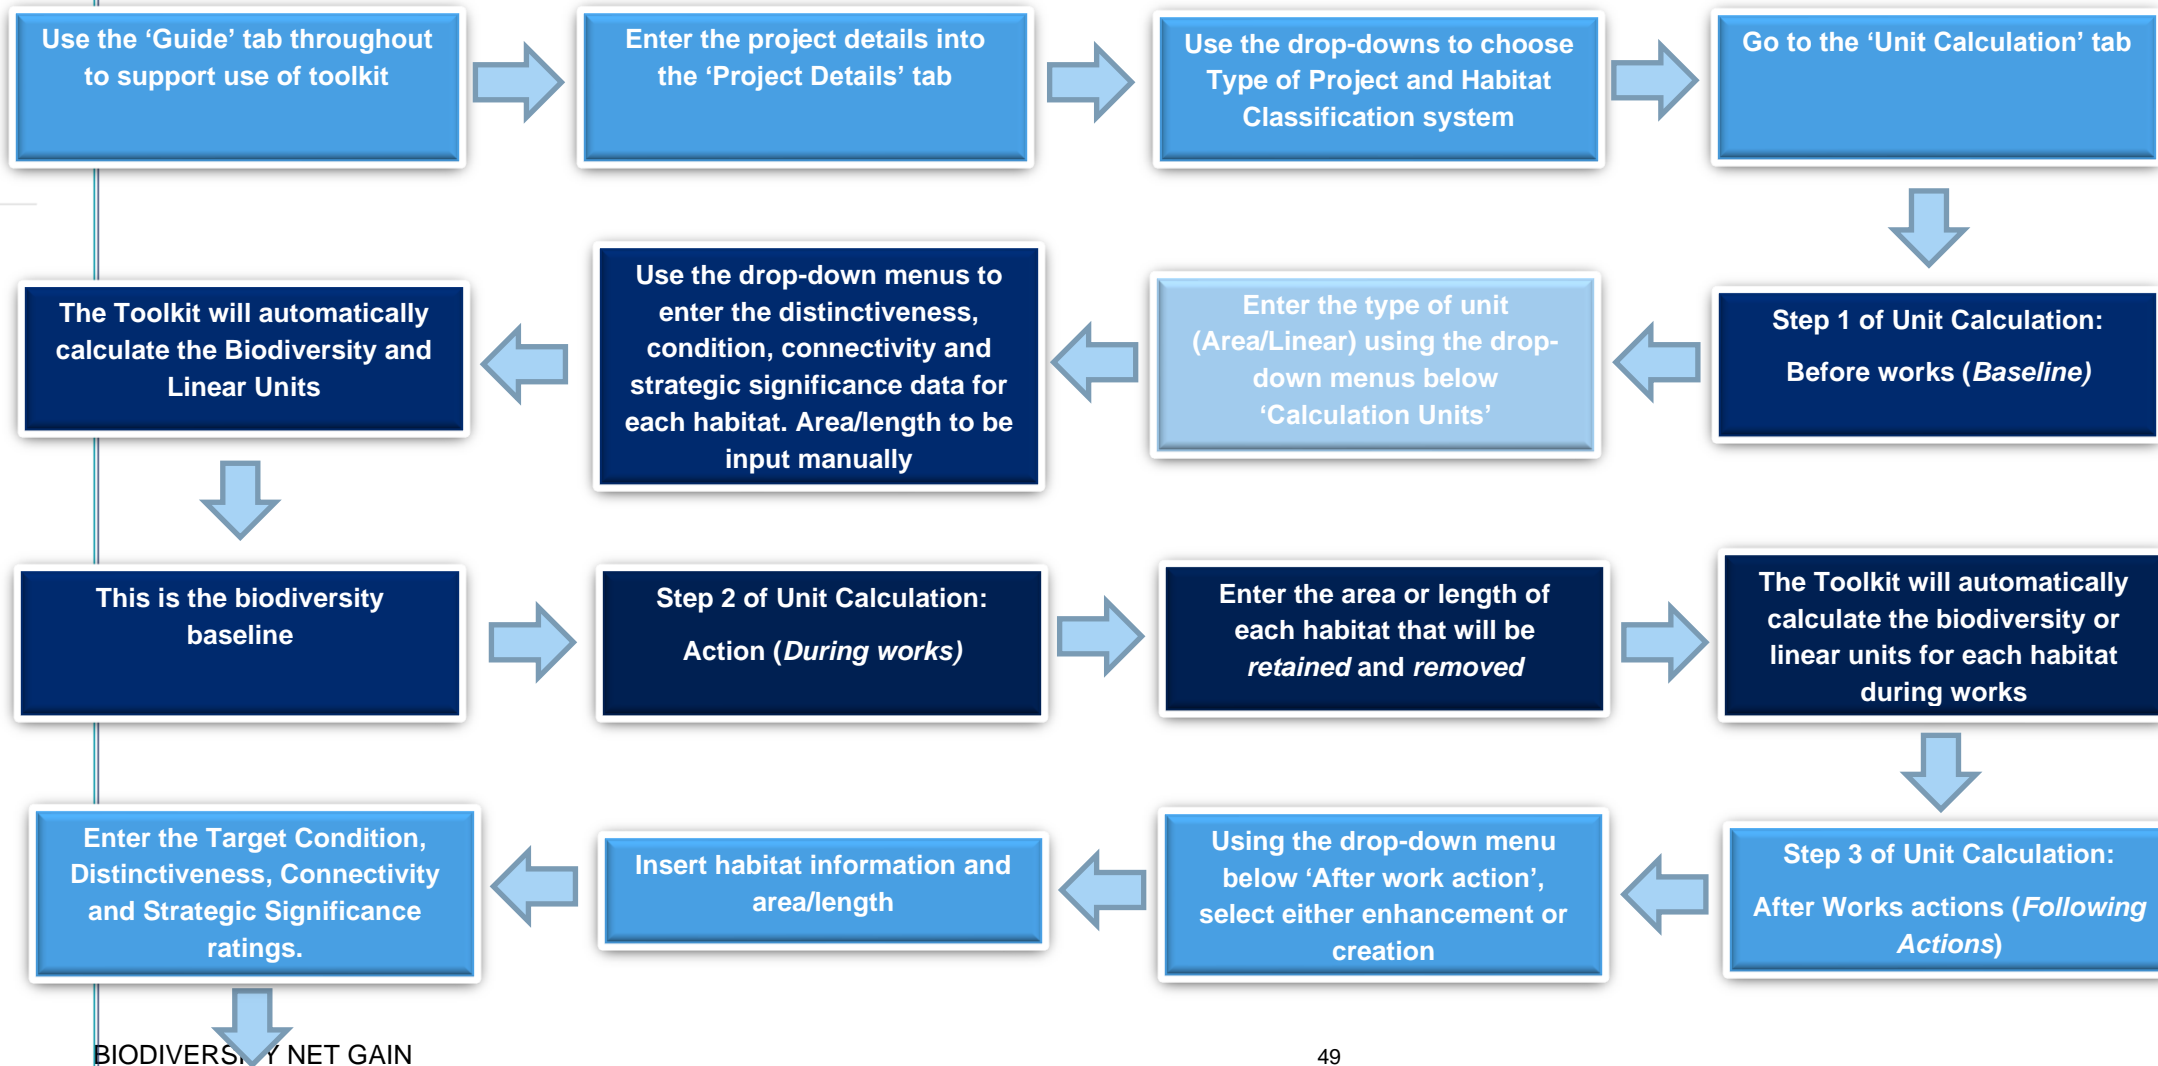 Use the ‘Guide’ tab throughout
to support use of toolkit
Enter the project details into
the ‘Project Details’ tab
Use the drop-downs to choose
Type of Project and Habitat
Classification system
Go to the ‘Unit Calculation’ tab
Step 1 of Unit Calculation:
Before works (Baseline)
Enter the type of unit
(Area/Linear) using the drop-
down menus below
‘Calculation Units’
Use the drop-down menus to
enter the distinctiveness,
condition, connectivity and
strategic significance data for
each habitat. Area/length to be
input manually
The Toolkit will automatically
calculate the Biodiversity and
Linear Units
This is the biodiversity
baseline
Step 2 of Unit Calculation:
Action (During works)
Enter the area or length of
each habitat that will be
retained and removed
The Toolkit will automatically
calculate the biodiversity or
linear units for each habitat
during works
Step 3 of Unit Calculation:
After Works actions (Following
Actions)
Using the drop-down menu
below ‘After work action’,
select either enhancement or
creation
Insert habitat information and
area/length
Enter the Target Condition,
Distinctiveness, Connectivity
and Strategic Significance
ratings.
BIODIVERSITY NET GAIN
49